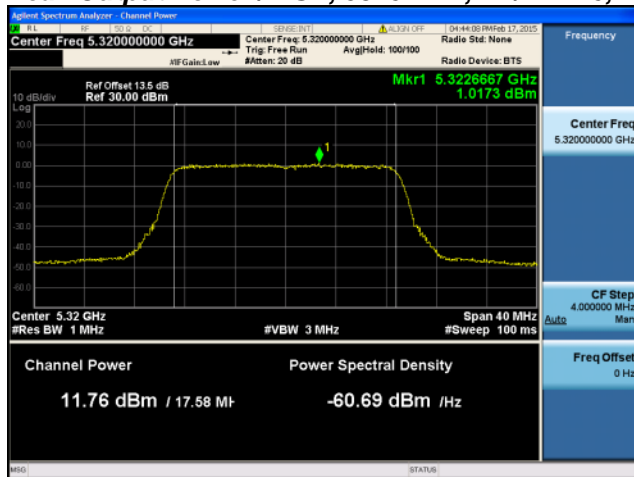 Agilent Spectrum Analyzer - Channel Power
RL RF 50 Ω DC SENSE:INT ALIGN OFF 04:44:08 PM Feb 17, 2015
Center Freq 5.320000000 GHz Center Freq: 5.320000000 GHz Radio Std: None Frequency
Trig: Free Run Avg|Hold: 100/100
#IFGain:Low #Atten: 20 dB Radio Device: BTS
Ref Offset 13.5 dB Mkr1 5.3226667 GHz
10 dB/div Ref 30.00 dBm 1.0173 dBm
Log
20.0
Center Freq
10.0
5.320000000 GHz
1
0.00
-10.0
-20.0
-30.0
-40.0
-50.0
-60.0
CF Step
4.000000 MHz
Center 5.32 GHz Span 40 MHz Auto Man
#Res BW 1 MHz #VBW 3 MHz #Sweep 100 ms
Freq Offset
Channel Power Power Spectral Density 0 Hz
11.76 dBm / 17.58 MH -60.69 dBm /Hz
MSG STATUS